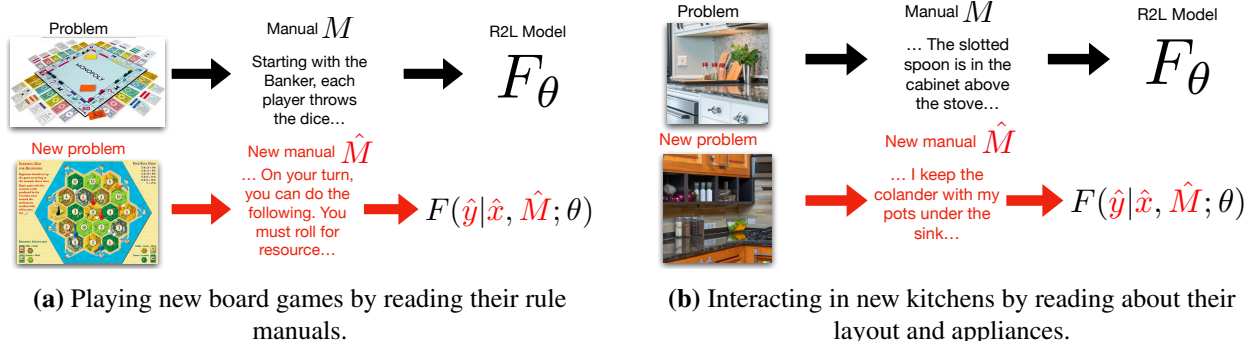 Problem
Manual M
R2L Model
MONOPOLY
Starting with the
Banker, each
player throws
the dice…
F_θ
New problem
New manual M̂
… On your turn,
you can do the
following. You
must roll for
resource…
F(ŷ|x̂, M̂; θ)
(a) Playing new board games by reading their rule
manuals.
Problem
Manual M
R2L Model
… The slotted
spoon is in the
cabinet above
the stove…
F_θ
New problem
New manual M̂
… I keep the
colander with my
pots under the
sink…
F(ŷ|x̂, M̂; θ)
(b) Interacting in new kitchens by reading about their
layout and appliances.